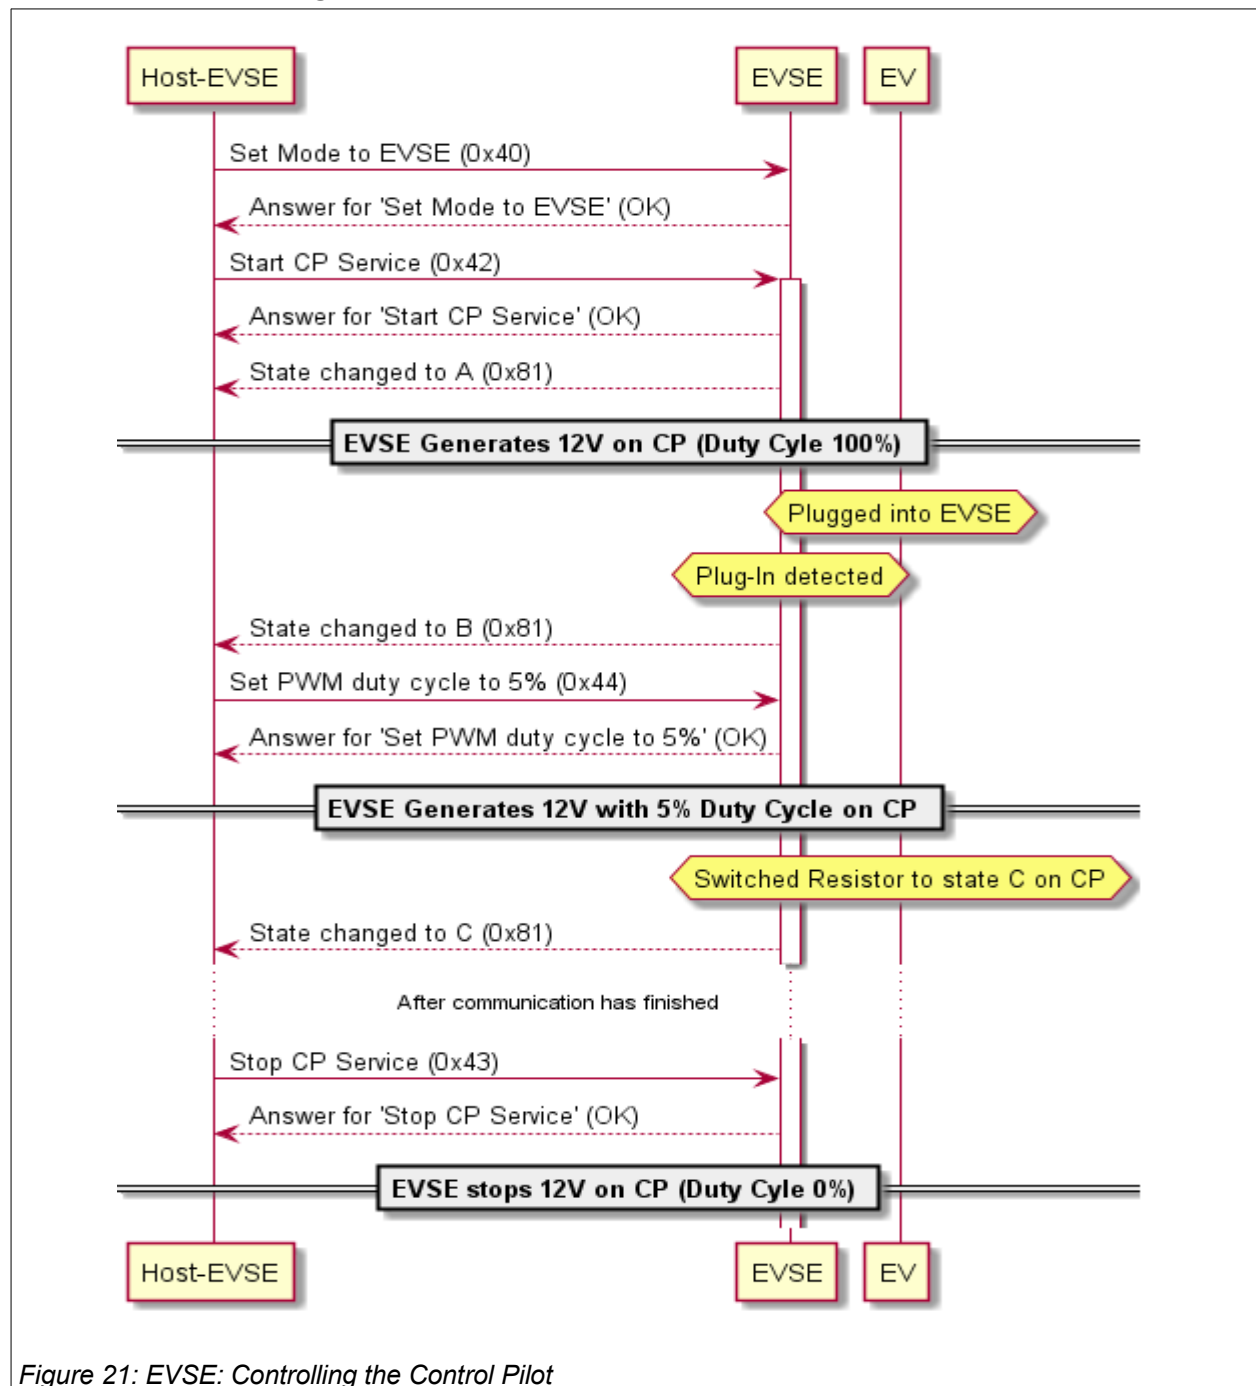 Host-EVSE EVSE EV
Set Mode to EVSE (0x40)
Answer for 'Set Mode to EVSE' (OK)
Start CP Service (0x42)
Answer for 'Start CP Service' (OK)
State changed to A (0x81)
EVSE Generates 12V on CP (Duty Cyle 100%)
Plugged into EVSE
Plug-In detected
State changed to B (0x81)
Set PWM duty cycle to 5% (0x44)
Answer for 'Set PWM duty cycle to 5%' (OK)
EVSE Generates 12V with 5% Duty Cycle on CP
Switched Resistor to state C on CP
State changed to C (0x81)
After communication has finished
Stop CP Service (0x43)
Answer for 'Stop CP Service' (OK)
EVSE stops 12V on CP (Duty Cyle 0%)
Host-EVSE EVSE EV
Figure 21: EVSE: Controlling the Control Pilot